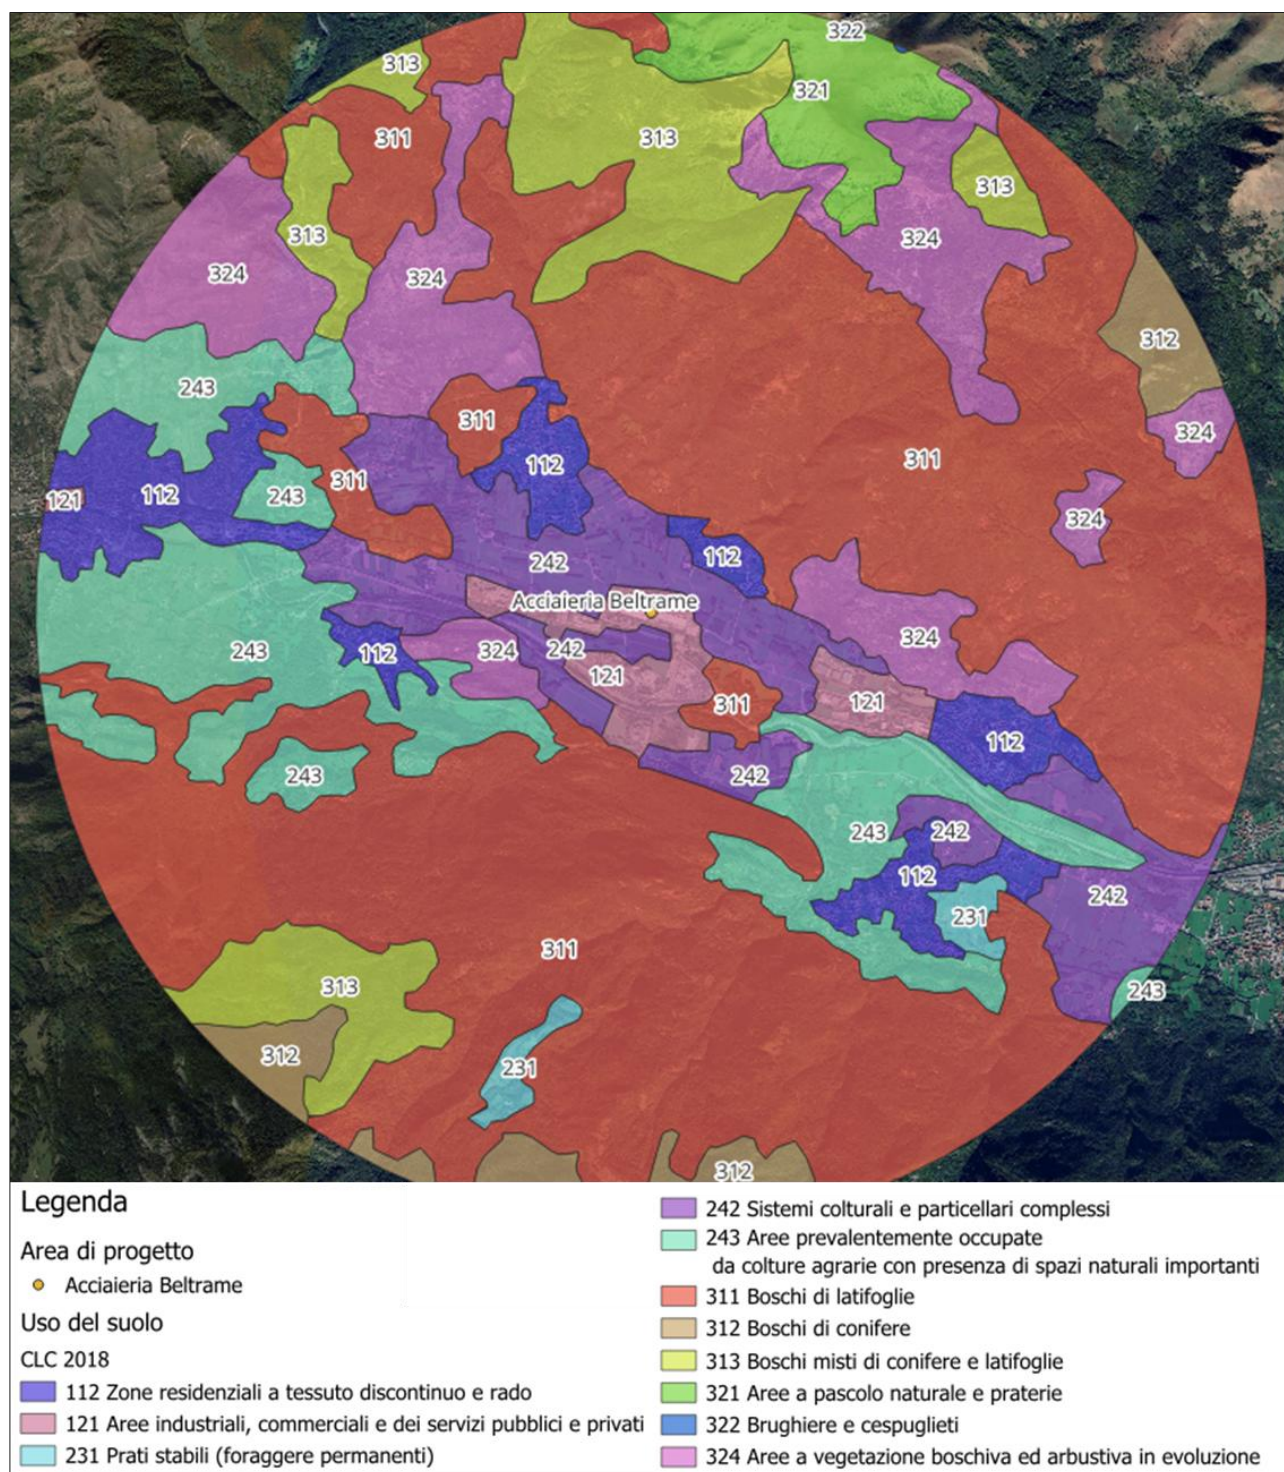 322
313
321
311
313
313
313
324
324
324
312
243
311
324
311
112
121
112
243
311
324
242
112
Acciaieria Beltrame
324
243
112
324
242
121
311
121
112
243
242
243
242
112
242
231
311
313
243
312
231
312
Legenda
Area di progetto
Acciaieria Beltrame
Uso del suolo
CLC 2018
112 Zone residenziali a tessuto discontinuo e rado
121 Aree industriali, commerciali e dei servizi pubblici e privati
231 Prati stabili (foraggere permanenti)
242 Sistemi colturali e particellari complessi
243 Aree prevalentemente occupate
da colture agrarie con presenza di spazi naturali importanti
311 Boschi di latifoglie
312 Boschi di conifere
313 Boschi misti di conifere e latifoglie
321 Aree a pascolo naturale e praterie
322 Brughiere e cespuglieti
324 Aree a vegetazione boschiva ed arbustiva in evoluzione